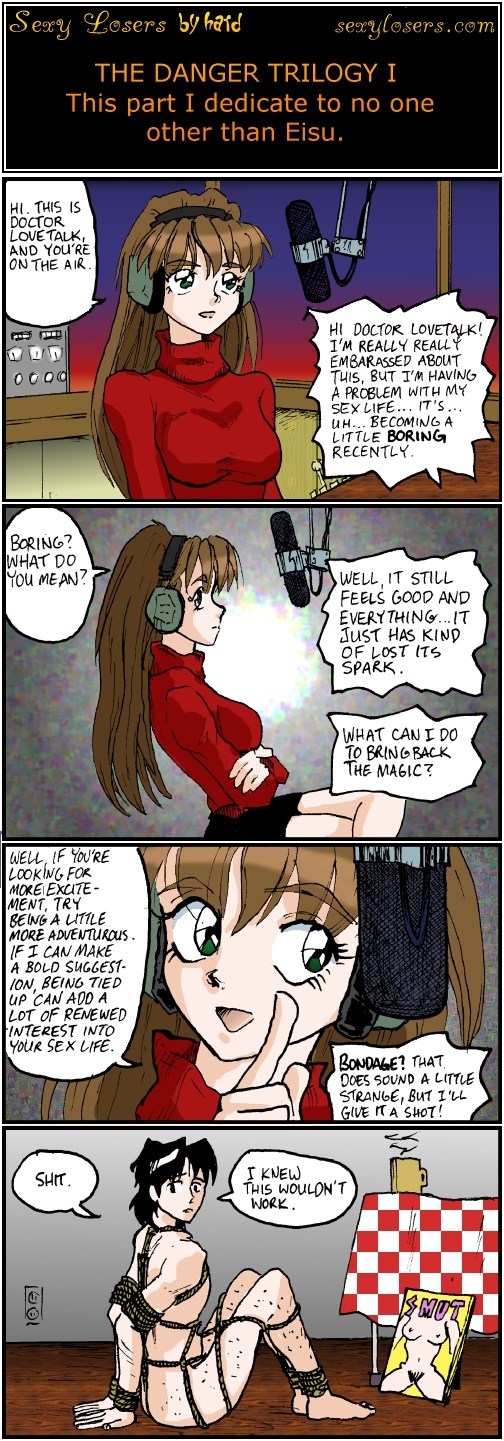 Sexy Losers by hard
sexylosers.com
THE DANGER TRILOGY I
This part I dedicate to no one
other than Eisu.
HI. THIS IS
DOCTOR
LOVETALK,
AND YOU'RE
ON THE AIR.
HI DOCTOR LOVETALK!
I'M REALLY REALLY
EMBARASSED ABOUT
THIS, BUT I'M HAVING
A PROBLEM WITH MY
SEX LIFE... IT'S...
UH... BECOMING A
LITTLE BORING
RECENTLY.
BORING?
WHAT DO
YOU MEAN?
WELL, IT STILL
FEELS GOOD AND
EVERYTHING...IT
JUST HAS KIND
OF LOST ITS
SPARK.
WHAT CAN I DO
TO BRING BACK
THE MAGIC?
WELL, IF YOU'RE
LOOKING FOR
MORE EXCITE-
MENT, TRY
BEING A LITTLE
MORE ADVENTUROUS.
IF I CAN MAKE
A BOLD SUGGEST-
ION, BEING TIED
UP CAN ADD A
LOT OF RENEWED
INTEREST INTO
YOUR SEX LIFE.
BONDAGE? THAT
DOES SOUND A LITTLE
STRANGE, BUT I'LL
GIVE IT A SHOT!
SHIT.
I KNEW
THIS WOULDN'T
WORK.
SMUT